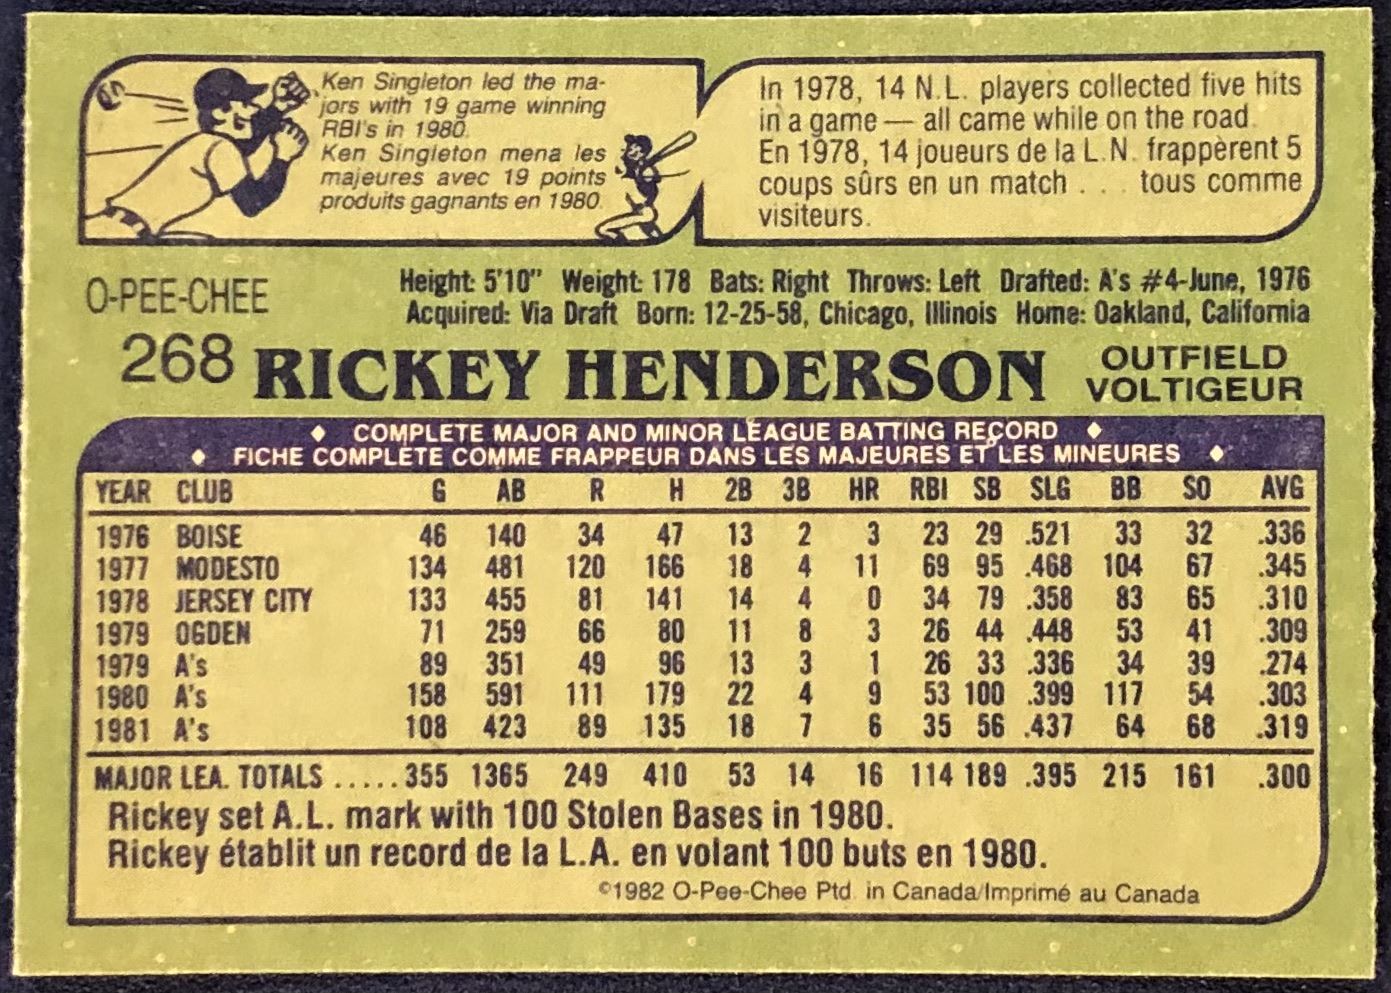 Ken Singleton led the ma-
jors with 19 game winning
RBI's in 1980.
Ken Singleton mena les
majeures avec 19 points
produits gagnants en 1980.
In 1978, 14 N.L. players collected five hits
in a game — all came while on the road.
En 1978, 14 joueurs de la L.N. frappèrent 5
coups sûrs en un match . . . tous comme
visiteurs.
O-PEE-CHEE
Height: 5'10" Weight: 178 Bats: Right Throws: Left Drafted: A's #4-June, 1976
Acquired: Via Draft Born: 12-25-58, Chicago, Illinois Home: Oakland, California
268 RICKEY HENDERSON
OUTFIELD
VOLTIGEUR
♦ COMPLETE MAJOR AND MINOR LEAGUE BATTING REÇORD ♦
♦ FICHE COMPLÈTE COMME FRAPPEUR DANS LES MAJEURES ET LES MINEURES ♦
YEAR CLUB G AB R H 2B 3B HR RBI SB SLG BB SO AVG
1976 BOISE 46 140 34 47 13 2 3 23 29 .521 33 32 .336
1977 MODESTO 134 481 120 166 18 4 11 69 95 .468 104 67 .345
1978 JERSEY CITY 133 455 81 141 14 4 0 34 79 .358 83 65 .310
1979 OGDEN 71 259 66 80 11 8 3 26 44 .448 53 41 .309
1979 A's 89 351 49 96 13 3 1 26 33 .336 34 39 .274
1980 A's 158 591 111 179 22 4 9 53 100 .399 117 54 .303
1981 A's 108 423 89 135 18 7 6 35 56 .437 64 68 .319
MAJOR LEA. TOTALS ..... 355 1365 249 410 53 14 16 114 189 .395 215 161 .300
Rickey set A.L. mark with 100 Stolen Bases in 1980.
Rickey établit un record de la L.A. en volant 100 buts en 1980.
©1982 O-Pee-Chee Ptd. in Canada/Imprimé au Canada